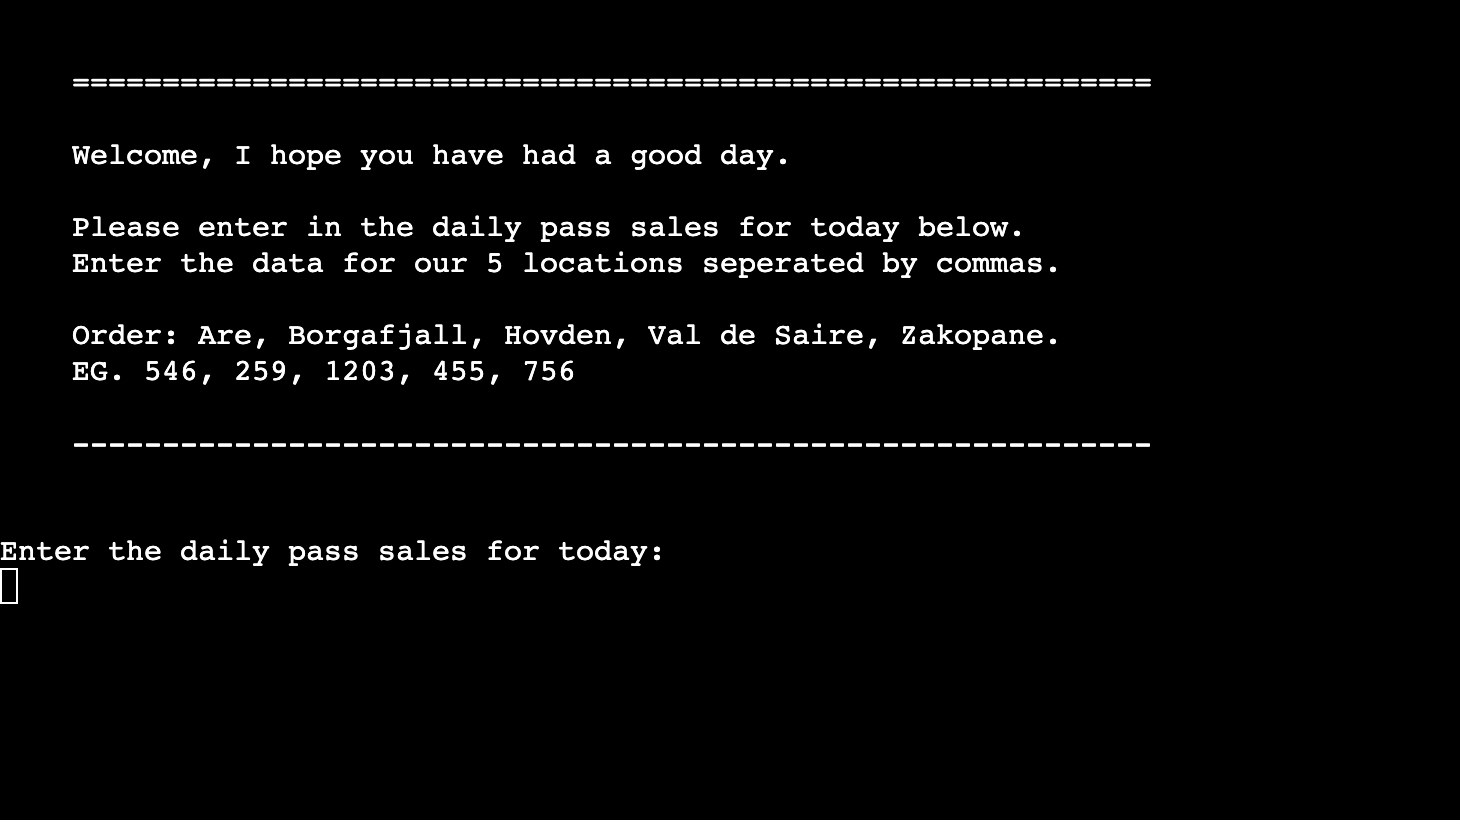 ============================================================
Welcome, I hope you have had a good day.
Please enter in the daily pass sales for today below.
Enter the data for our 5 locations seperated by commas.
Order: Are, Borgafjall, Hovden, Val de Saire, Zakopane.
EG. 546, 259, 1203, 455, 756
------------------------------------------------------------
Enter the daily pass sales for today: